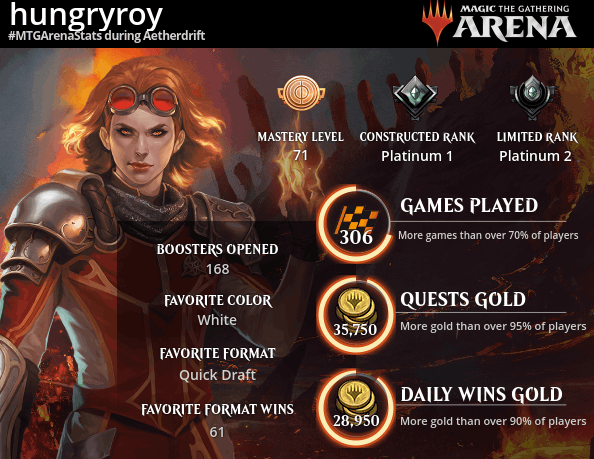 hungryroy
#MTGArenaStats during Aetherdrift
MAGIC THE GATHERING
ARENA
MASTERY LEVEL
71
CONSTRUCTED RANK
Platinum 1
LIMITED RANK
Platinum 2
BOOSTERS OPENED
168
FAVORITE COLOR
White
FAVORITE FORMAT
Quick Draft
FAVORITE FORMAT WINS
61
306
GAMES PLAYED
More games than over 70% of players
35,750
QUESTS GOLD
More gold than over 95% of players
28,950
DAILY WINS GOLD
More gold than over 90% of players